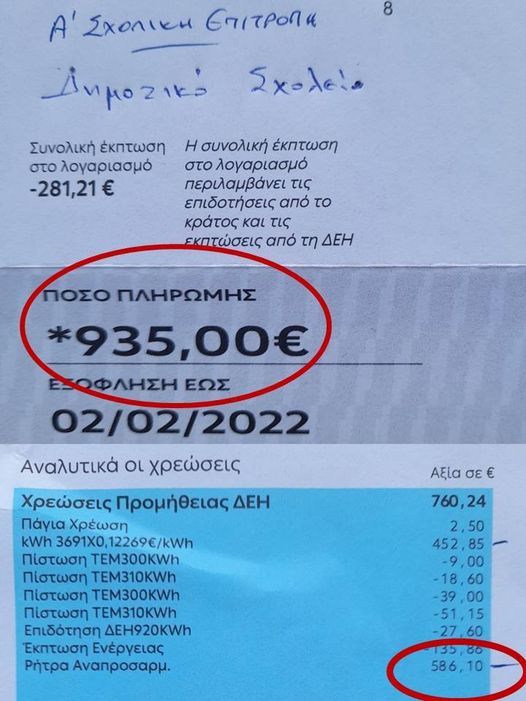 8
Α' Σχολικη Επιτροπη
Δημοτικό Σχολείο
Συνολική έκπτωση
στο λογαριασμό
-281,21 €
Η συνολική έκπτωση
στο λογαριασμό
περιλαμβάνει τις
επιδοτήσεις από το
κράτος και τις
εκπτώσεις από τη ΔΕΗ
ΠΟΣΟ ΠΛΗΡΩΜΗΣ
*935,00€
ΕΞΟΦΛΗΣΗ ΕΩΣ
02/02/2022
Αναλυτικά οι χρεώσεις Αξία σε €
Χρεώσεις Προμήθειας ΔΕΗ 760,24
Πάγια Χρέωση 2,50
kWh 3691X0,12269€/kWh 452,85
Πίστωση ΤΕΜ300KWh -9,00
Πίστωση ΤΕΜ310KWh -18,60
Πίστωση ΤΕΜ300KWh -39,00
Πίστωση ΤΕΜ310KWh -51,15
Επιδότηση ΔΕΗ920KWh -27,60
Έκπτωση Ενέργειας -135,86
Ρήτρα Αναπροσαρμ. 586,10